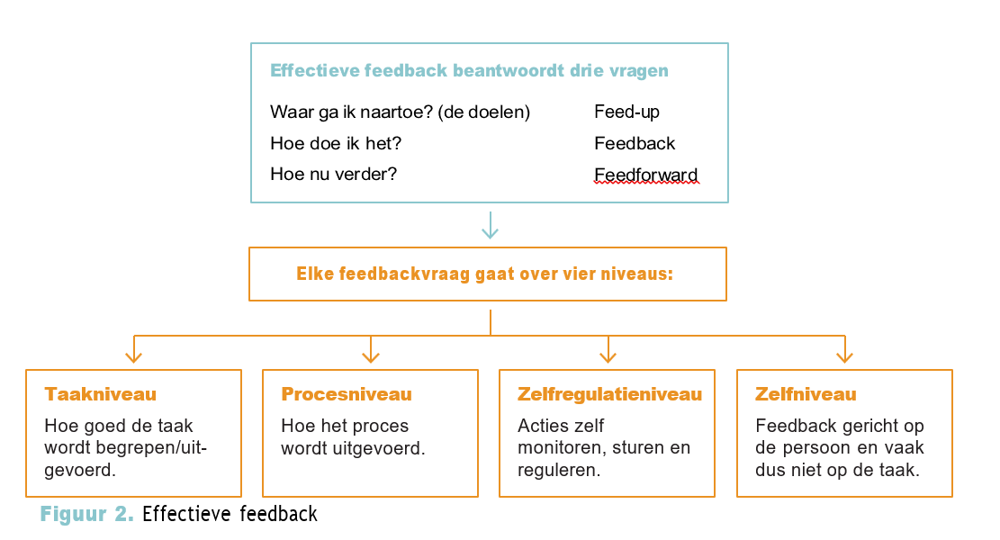 Effectieve feedback beantwoordt drie vragen
Waar ga ik naartoe? (de doelen) Feed-up
Hoe doe ik het? Feedback
Hoe nu verder? Feedforward
Elke feedbackvraag gaat over vier niveaus:
Taakniveau
Hoe goed de taak
wordt begrepen/uit-
gevoerd.
Procesniveau
Hoe het proces
wordt uitgevoerd.
Zelfregulatieniveau
Acties zelf
monitoren, sturen en
reguleren.
Zelfniveau
Feedback gericht op
de persoon en vaak
dus niet op de taak.
Figuur 2. Effectieve feedback